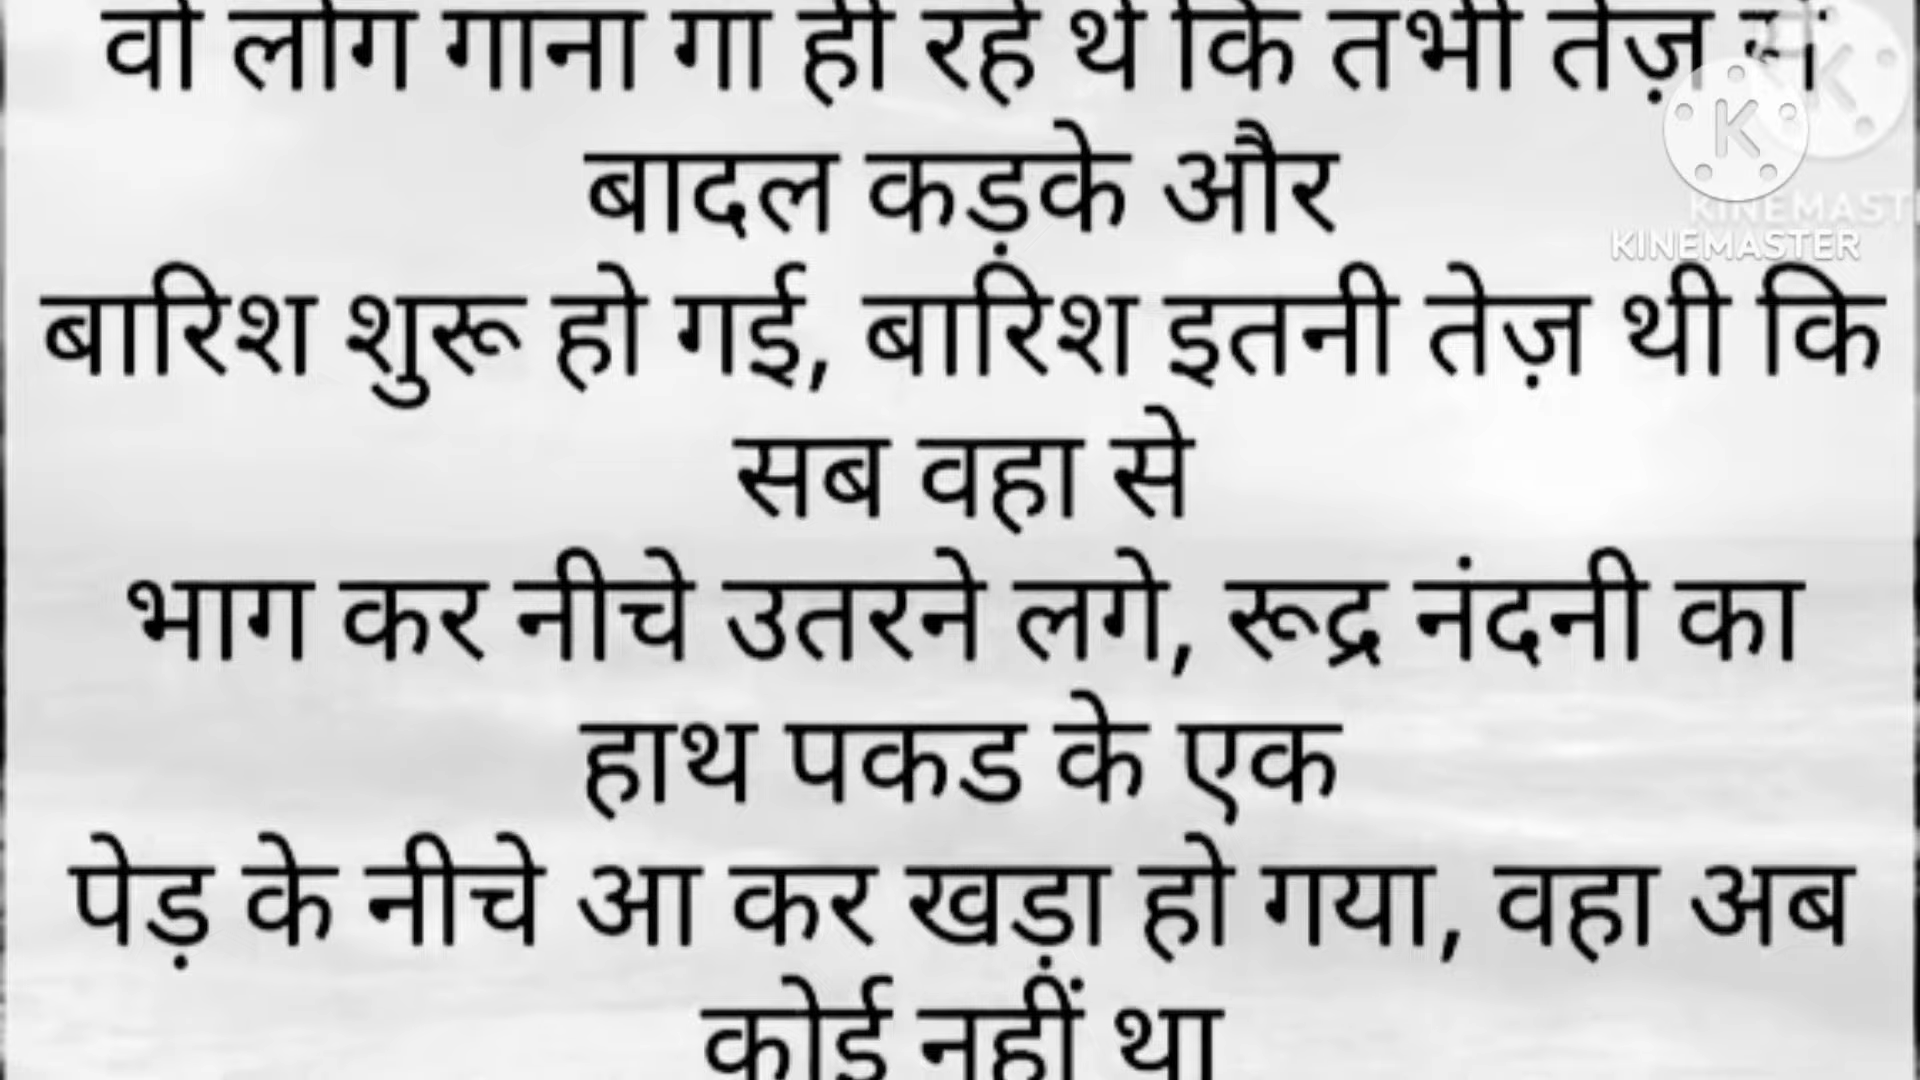 वो लोग गाना गा ही रहे थे कि तभी तेज़ से
बादल कड़के और
बारिश शुरू हो गई, बारिश इतनी तेज़ थी कि
सब वहा से
भाग कर नीचे उतरने लगे, रूद्र नंदनी का
हाथ पकड के एक
पेड़ के नीचे आ कर खड़ा हो गया, वहा अब
कोई नहीं था
K
KINEMASTER